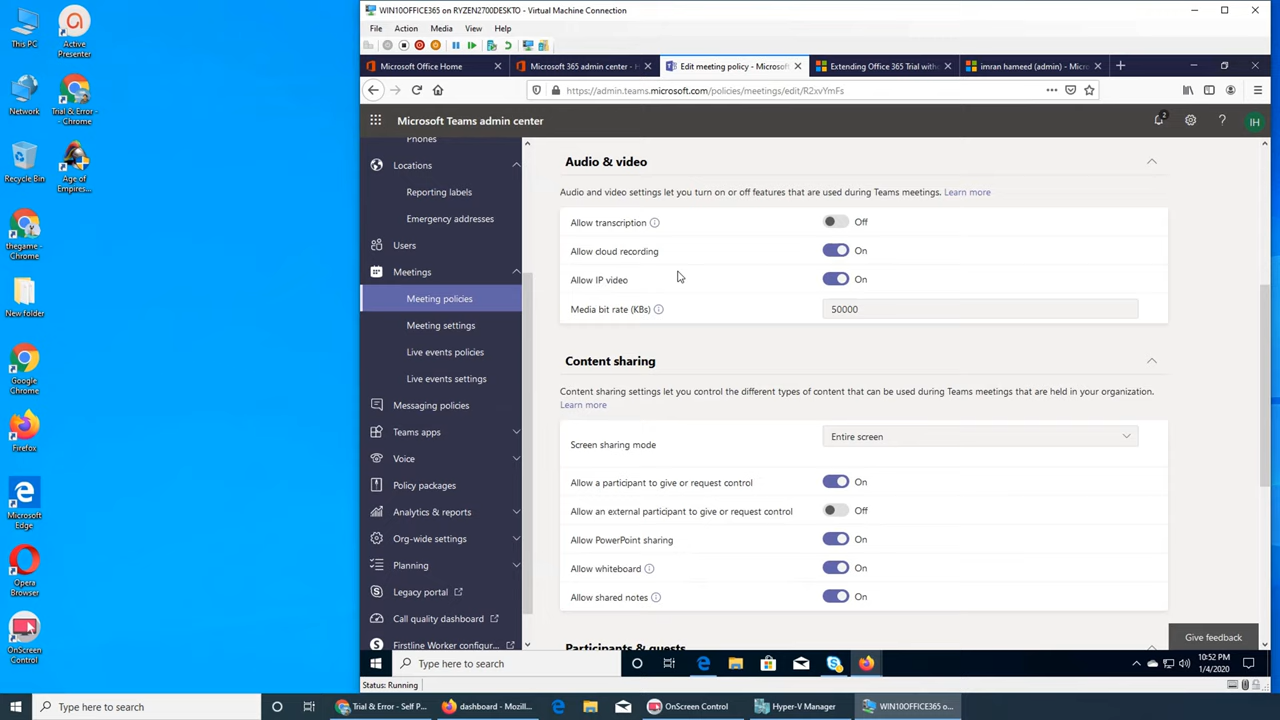 This PC
Active
Presenter
Network
Trial & Error -
- Chrome
Recycle Bin
Age of
Empires...
thegame -
Chrome
New folder
Google
Chrome
Firefox
Microsoft
Edge
Opera
Browser
OnScreen
Control
WIN10OFFICE365 on RYZEN2700DESKTO - Virtual Machine Connection
File Action Media View Help
Microsoft Office Home
Microsoft 365 admin center -
Edit meeting policy - Microsoft
Extending Office 365 Trial with
imran hameed (admin) - Micros
https://admin.teams.microsoft.com/policies/meetings/edit/R2xvYmFs
Microsoft Teams admin center
2
IH
Phones
Locations
Reporting labels
Emergency addresses
Users
Meetings
Meeting policies
Meeting settings
Live events policies
Live events settings
Messaging policies
Teams apps
Voice
Policy packages
Analytics & reports
Org-wide settings
Planning
Legacy portal
Call quality dashboard
Firstline Worker configur...
Audio & video
Audio and video settings let you turn on or off features that are used during Teams meetings. Learn more
Allow transcription Off
Allow cloud recording On
Allow IP video On
Media bit rate (KBs) 50000
Content sharing
Content sharing settings let you control the different types of content that can be used during Teams meetings that are held in your organization.
Learn more
Screen sharing mode Entire screen
Allow a participant to give or request control On
Allow an external participant to give or request control Off
Allow PowerPoint sharing On
Allow whiteboard On
Allow shared notes On
Participants & guests
Give feedback
Type here to search
10:52 PM
1/4/2020
Status: Running
Type here to search
Trial & Error - Self P...
dashboard - Mozill...
OnScreen Control
Hyper-V Manager
WIN10OFFICE365 o...